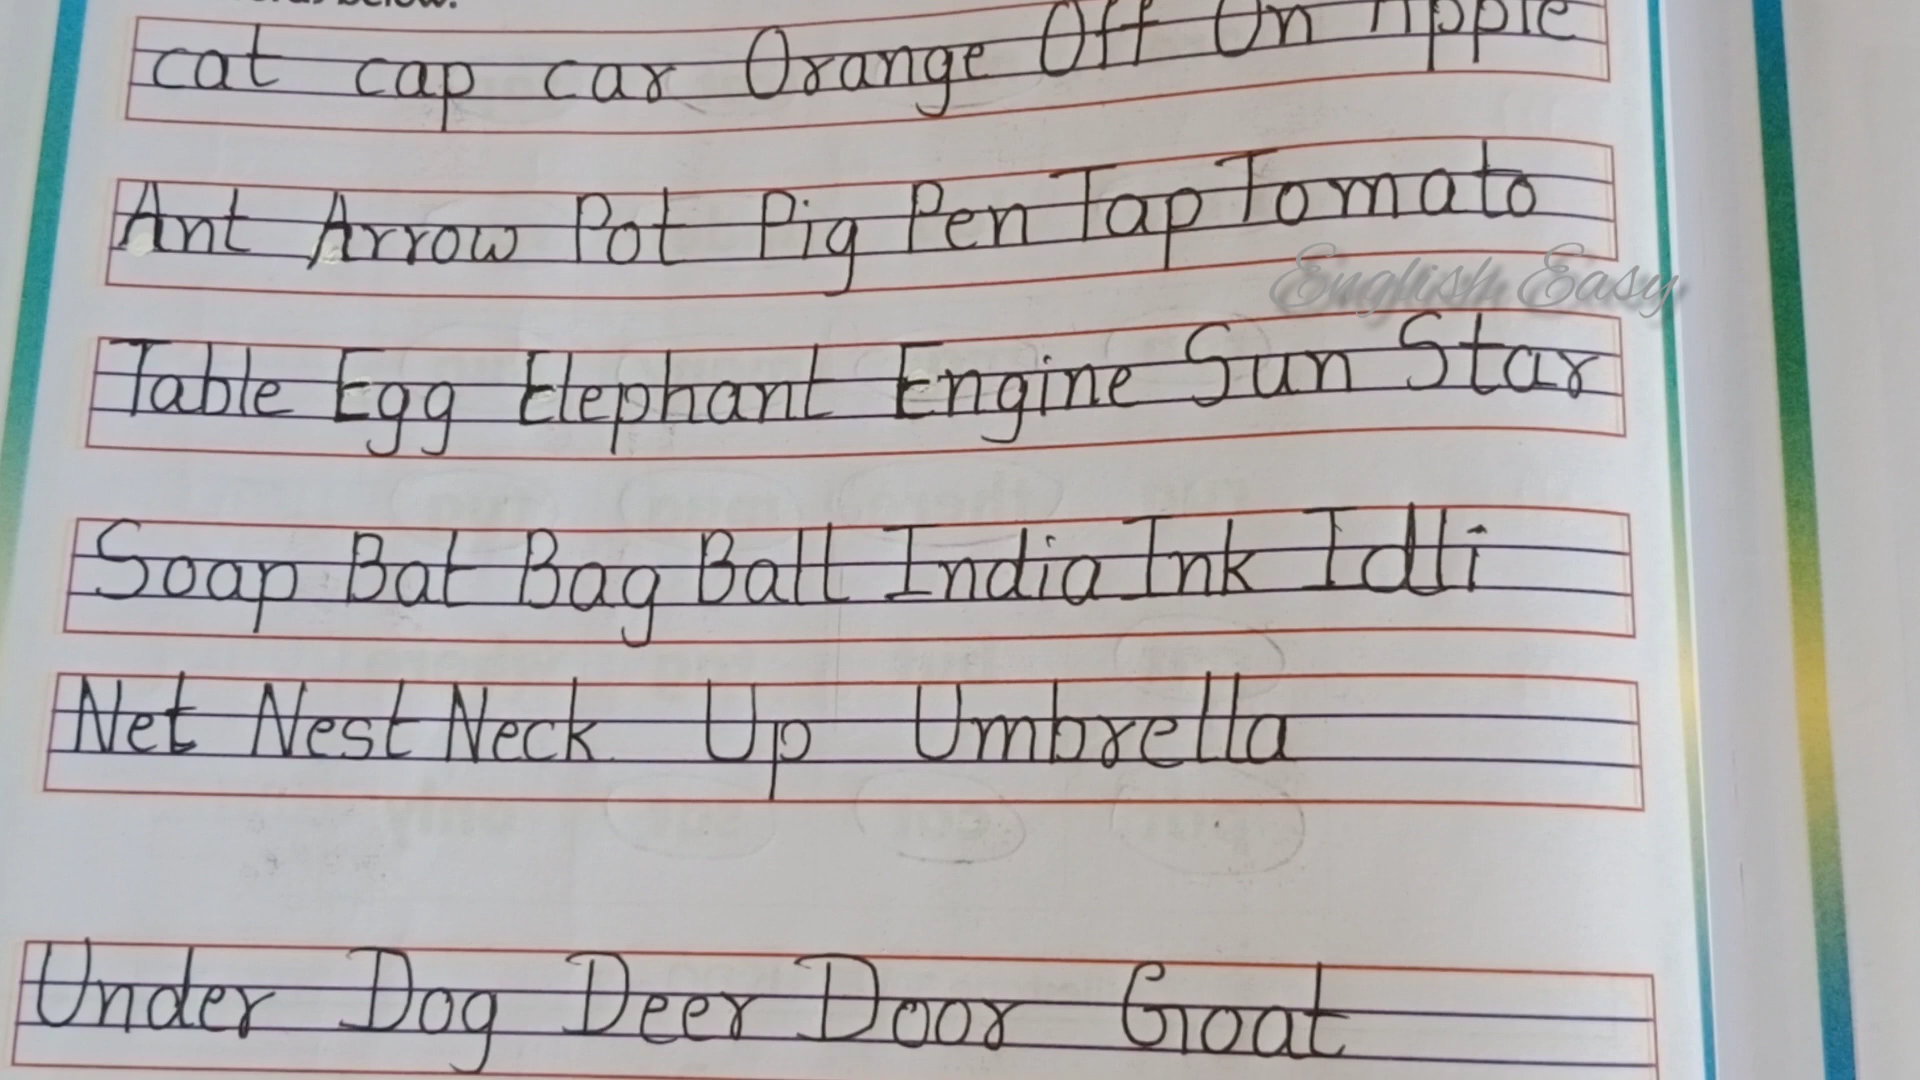 below.
cat cap car Orange Off On Apple
Ant Arrow Pot Pig Pen Tap Tomato
English Easy
Table Egg Elephant Engine Sun Star
Soap Bat Bag Ball India Ink Idli
Net Nest Neck Up Umbrella
Under Dog Deer Door Goat